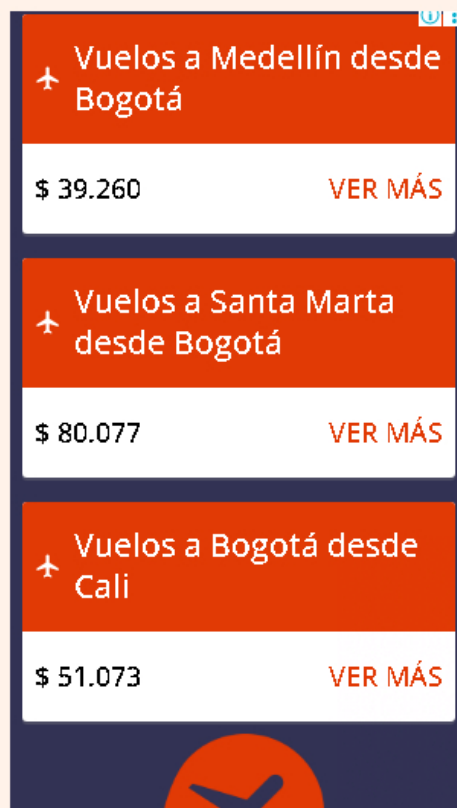 Vuelos a Medellín desde
Bogotá
$ 39.260 VER MÁS
Vuelos a Santa Marta
desde Bogotá
$ 80.077 VER MÁS
Vuelos a Bogotá desde
Cali
$ 51.073 VER MÁS